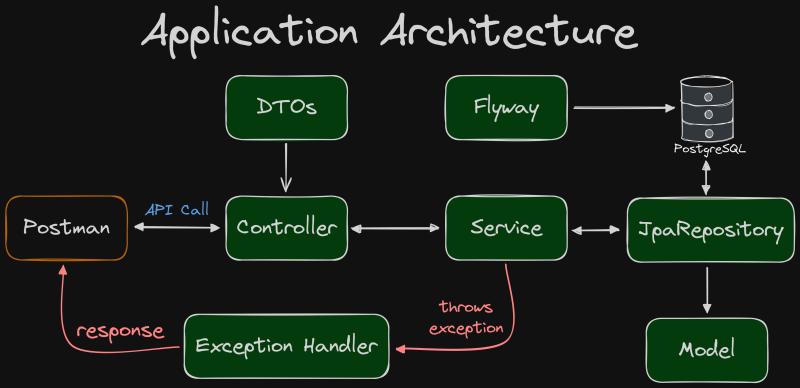 Application Architecture
DTOs
Flyway
PostgreSQL
Postman
API Call
Controller
Service
JpaRepository
throws
exception
response
Exception Handler
Model